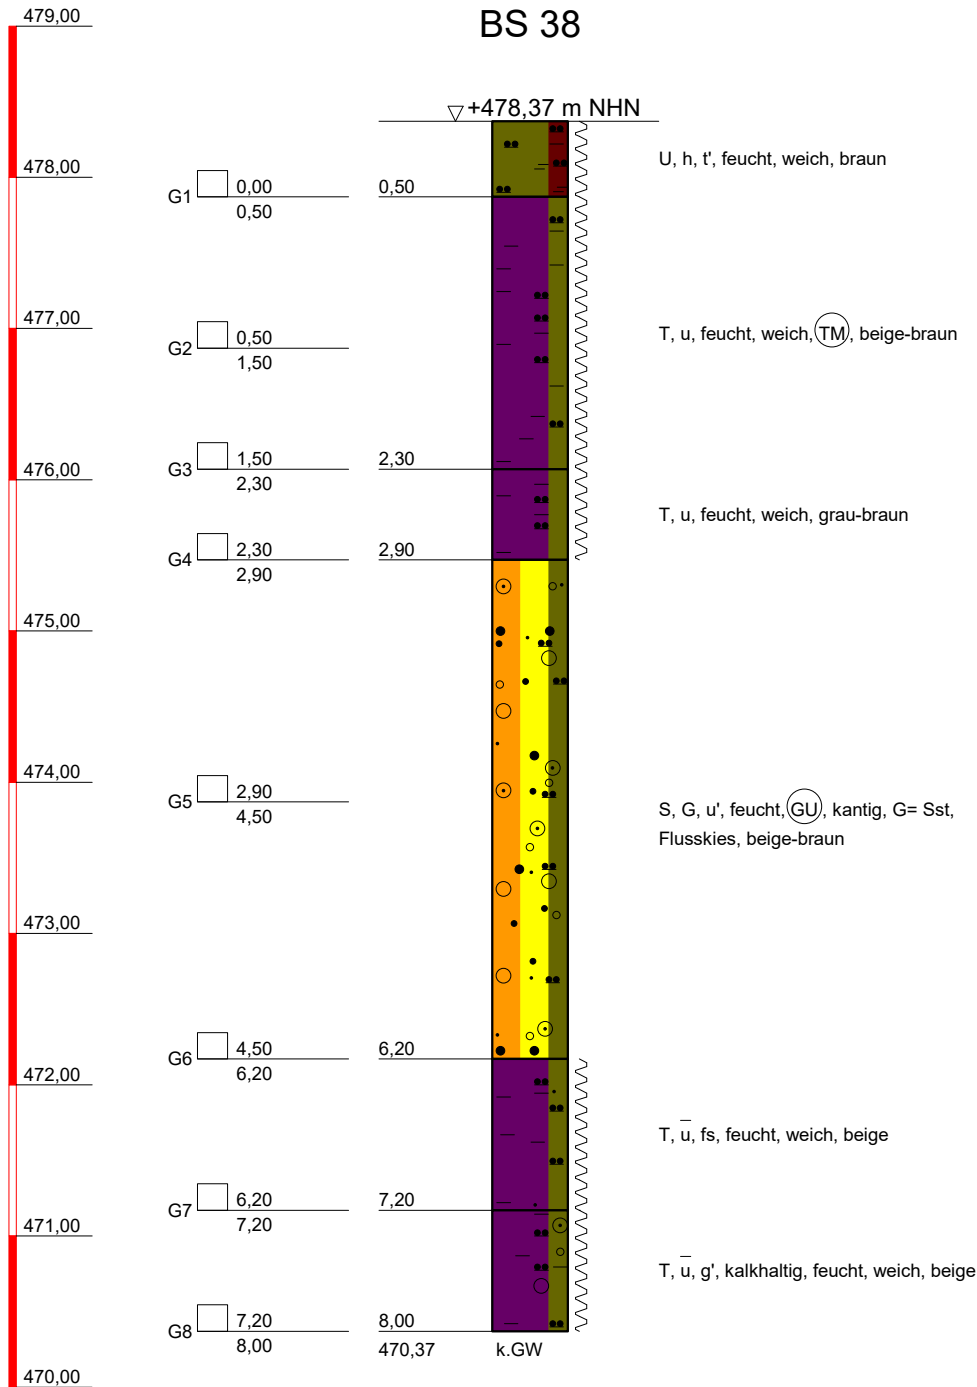 BS 38
479,00
+478,37 m NHN
U, h, t', feucht, weich, braun
478,00
G1 0,00 0,50
0,50
477,00
T, u, feucht, weich, TM, beige-braun
G2 0,50
1,50
476,00
G3 1,50 2,30
2,30
T, u, feucht, weich, grau-braun
G4 2,30 2,90
2,90
475,00
474,00
G5 2,90
4,50
S, G, u', feucht, GU, kantig, G= Sst,
Flusskies, beige-braun
473,00
G6 4,50 6,20
6,20
472,00
T, u̅, fs, feucht, weich, beige
G7 6,20 7,20
7,20
471,00
T, u̅, g', kalkhaltig, feucht, weich, beige
G8 7,20 8,00
8,00 470,37 k.GW
470,00